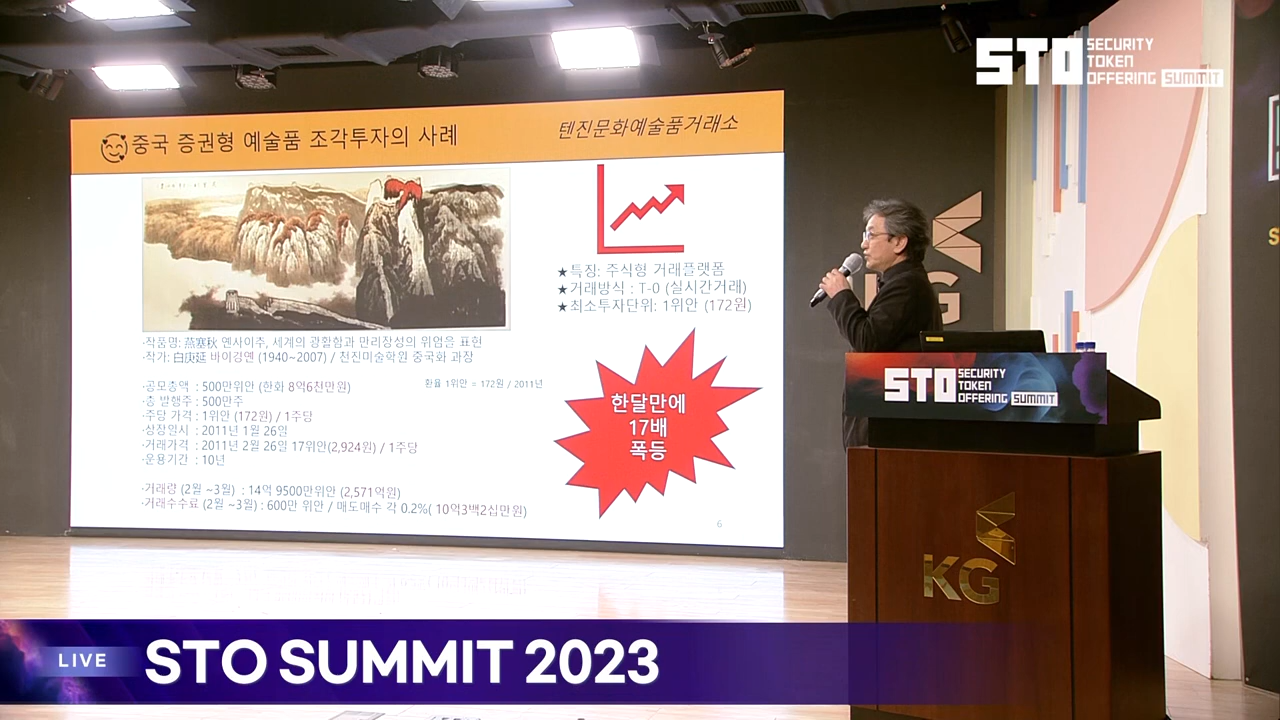 STO SECURITY
TOKEN
OFFERING SUMMIT
중국 증권형 예술품 조각투자의 사례
텐진문화예술품거래소
★특징: 주식형 거래플랫폼
★거래방식 : T-0 (실시간거래)
★최소투자단위: 1위안 (172원)
·작품명: 燕塞秋 옌사이추, 세계의 광활함과 만리장성의 위엄을 표현
·작가: 白庚延 바이겅옌 (1940~2007) / 천진미술학원 중국화 과장
·공모총액 : 500만위안 (한화 8억6천만원)
환율 1위안 = 172원 / 2011년
·총 발행주 : 500만주
·주당 가격 : 1위안 (172원) / 1주당
·상장일시 : 2011년 1월 26일
·거래가격 : 2011년 2월 26일 17위안(2,924원) / 1주당
·운용기간 : 10년
·거래량 (2월 ~3월) : 14억 9500만위안 (2,571억원)
·거래수수료 (2월 ~3월) : 600만 위안 / 매도매수 각 0.2%( 10억3백2십만원)
한달만에
17배
폭등
6
KG
STO SECURITY
TOKEN
OFFERING SUMMIT
KG
LIVE
STO SUMMIT 2023